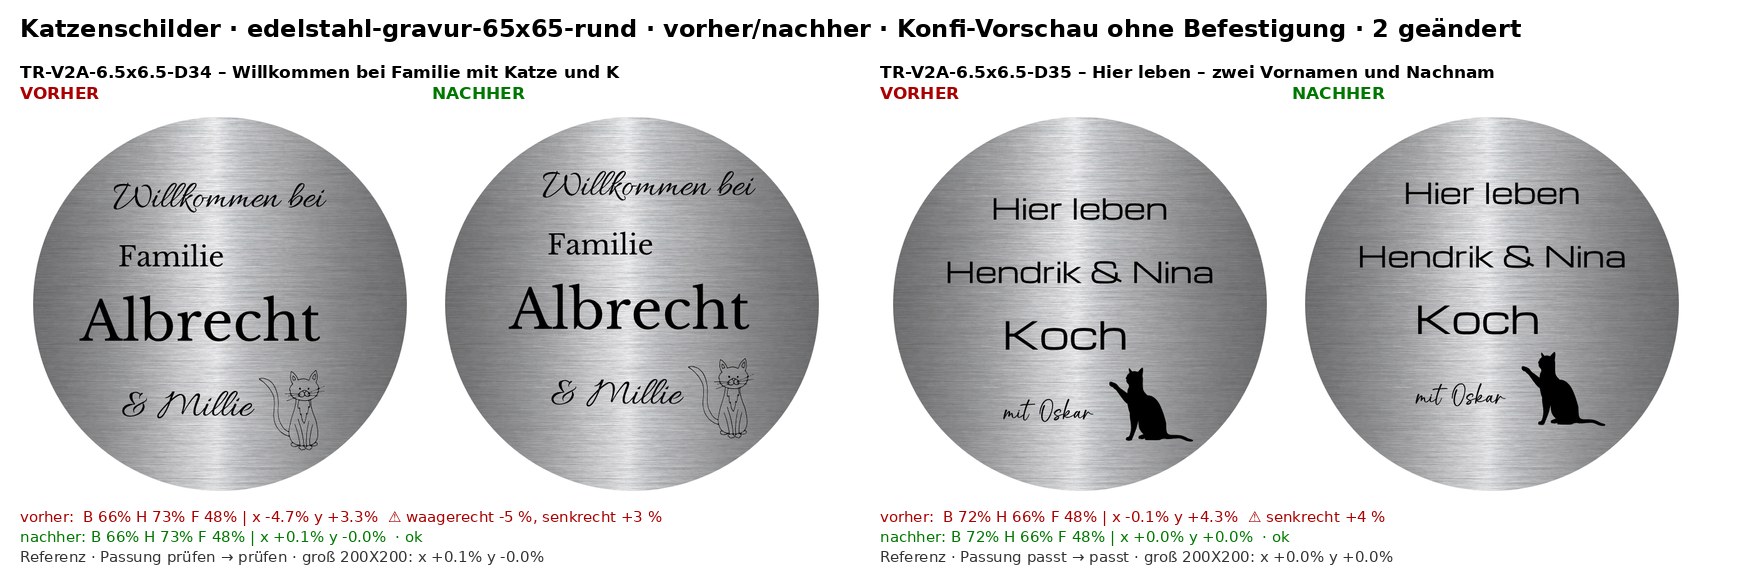 Katzenschilder · edelstahl-gravur-65x65-rund · vorher/nachher · Konfi-Vorschau ohne Befestigung · 2 geändert
TR-V2A-6.5x6.5-D34 – Willkommen bei Familie mit Katze und K
VORHER
NACHHER
Willkommen bei
Familie
Albrecht
& Millie
Willkommen bei
Familie
Albrecht
& Millie
vorher:  B 66% H 73% F 48% | x -4.7% y +3.3%  ⚠ waagerecht -5 %, senkrecht +3 %
nachher: B 66% H 73% F 48% | x +0.1% y -0.0%  · ok
Referenz · Passung prüfen → prüfen · groß 200X200: x +0.1% y -0.0%
TR-V2A-6.5x6.5-D35 – Hier leben – zwei Vornamen und Nachnam
VORHER
NACHHER
Hier leben
Hendrik & Nina
Koch
mit Oskar
Hier leben
Hendrik & Nina
Koch
mit Oskar
vorher:  B 72% H 66% F 48% | x -0.1% y +4.3%  ⚠ senkrecht +4 %
nachher: B 72% H 66% F 48% | x +0.0% y +0.0%  · ok
Referenz · Passung passt → passt · groß 200X200: x +0.0% y +0.0%